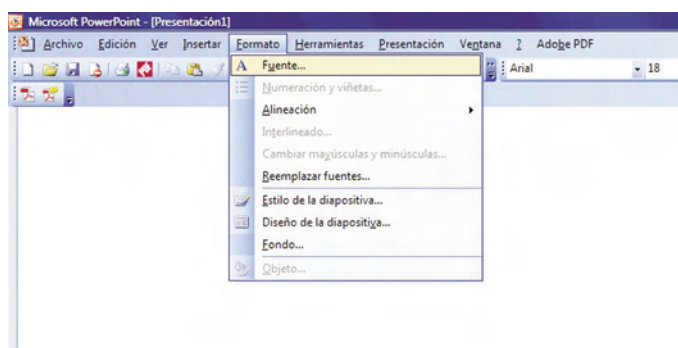 Microsoft PowerPoint - [Presentación1]
Archivo Edición Ver Insertar Formato Herramientas Presentación Ventana ? Adobe PDF
Arial 18
A Fuente...
Numeración y viñetas...
Alineación
Interlineado...
Cambiar mayúsculas y minúsculas...
Reemplazar fuentes...
Estilo de la diapositiva...
Diseño de la diapositiva...
Fondo...
Objeto...